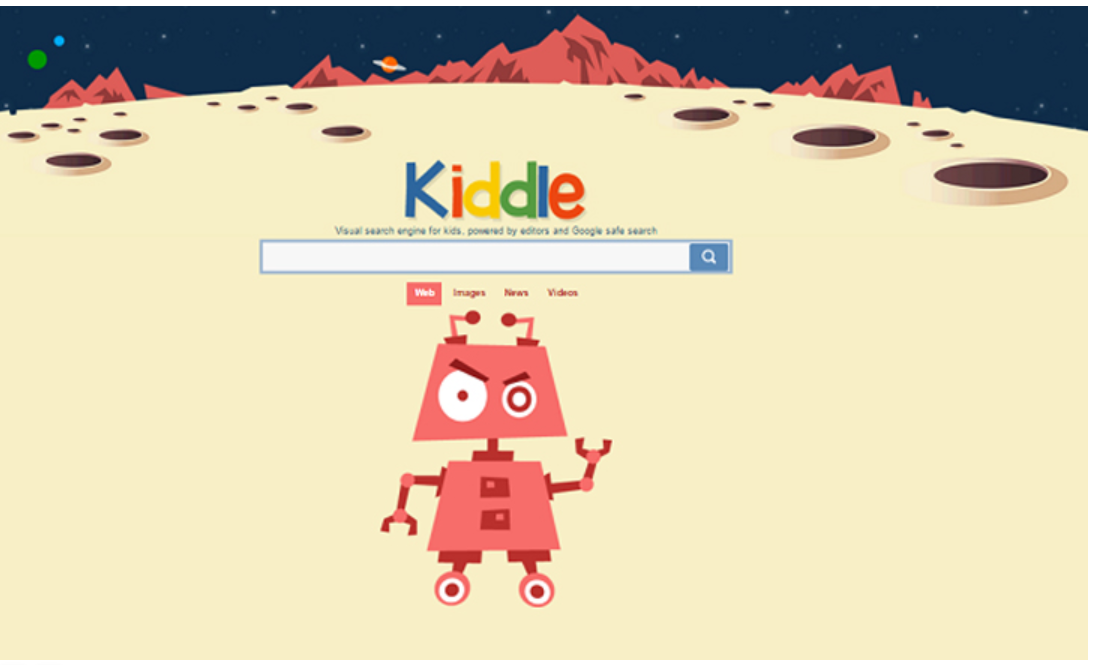 Kiddle
Visual search engine for kids, powered by editors and Google safe search
Web Images News Videos